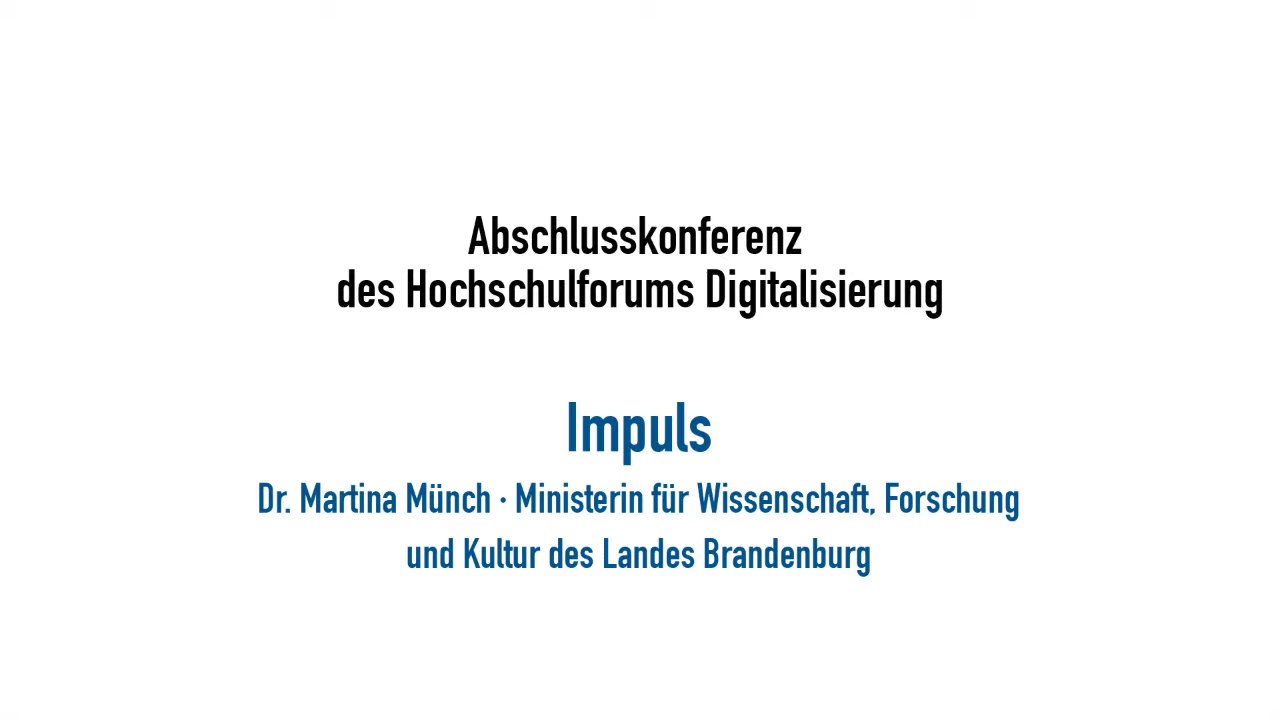 Abschlusskonferenz
des Hochschulforums Digitalisierung
Impuls
Dr. Martina Münch · Ministerin für Wissenschaft, Forschung
und Kultur des Landes Brandenburg